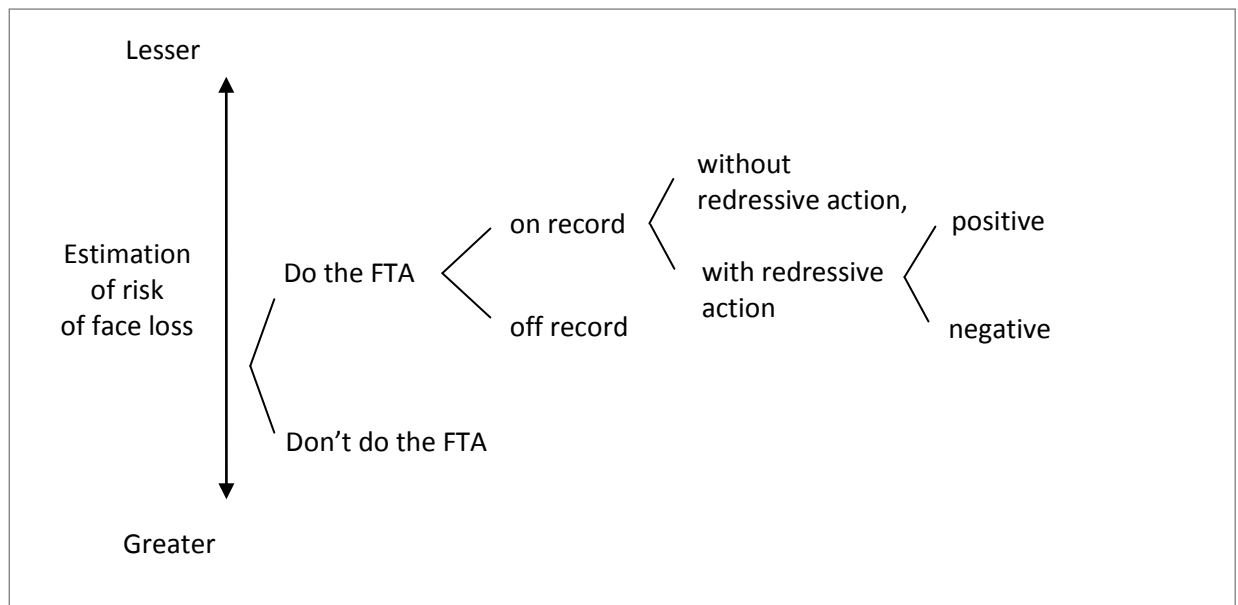 Lesser
Estimation
of risk
of face loss
Greater
Do the FTA
Don’t do the FTA
on record
off record
without
redressive action,
with redressive
action
positive
negative